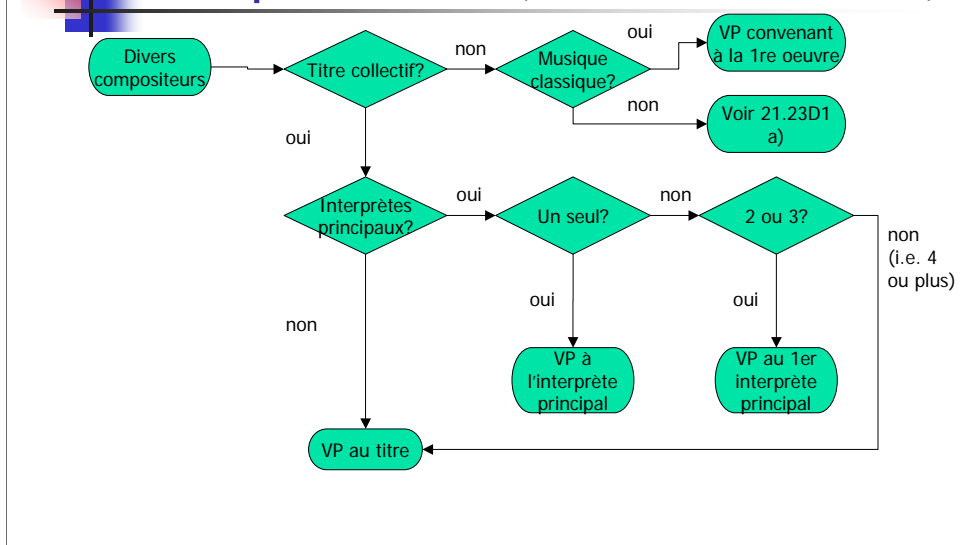 Divers
compositeurs
Titre collectif?
non
Musique
classique?
oui
VP convenant
à la 1re oeuvre
non
Voir 21.23D1
a)
oui
Interprètes
principaux?
oui
Un seul?
non
2 ou 3?
non
(i.e. 4
ou plus)
non
oui
VP à
l'interprète
principal
oui
VP au 1er
interprète
principal
VP au titre